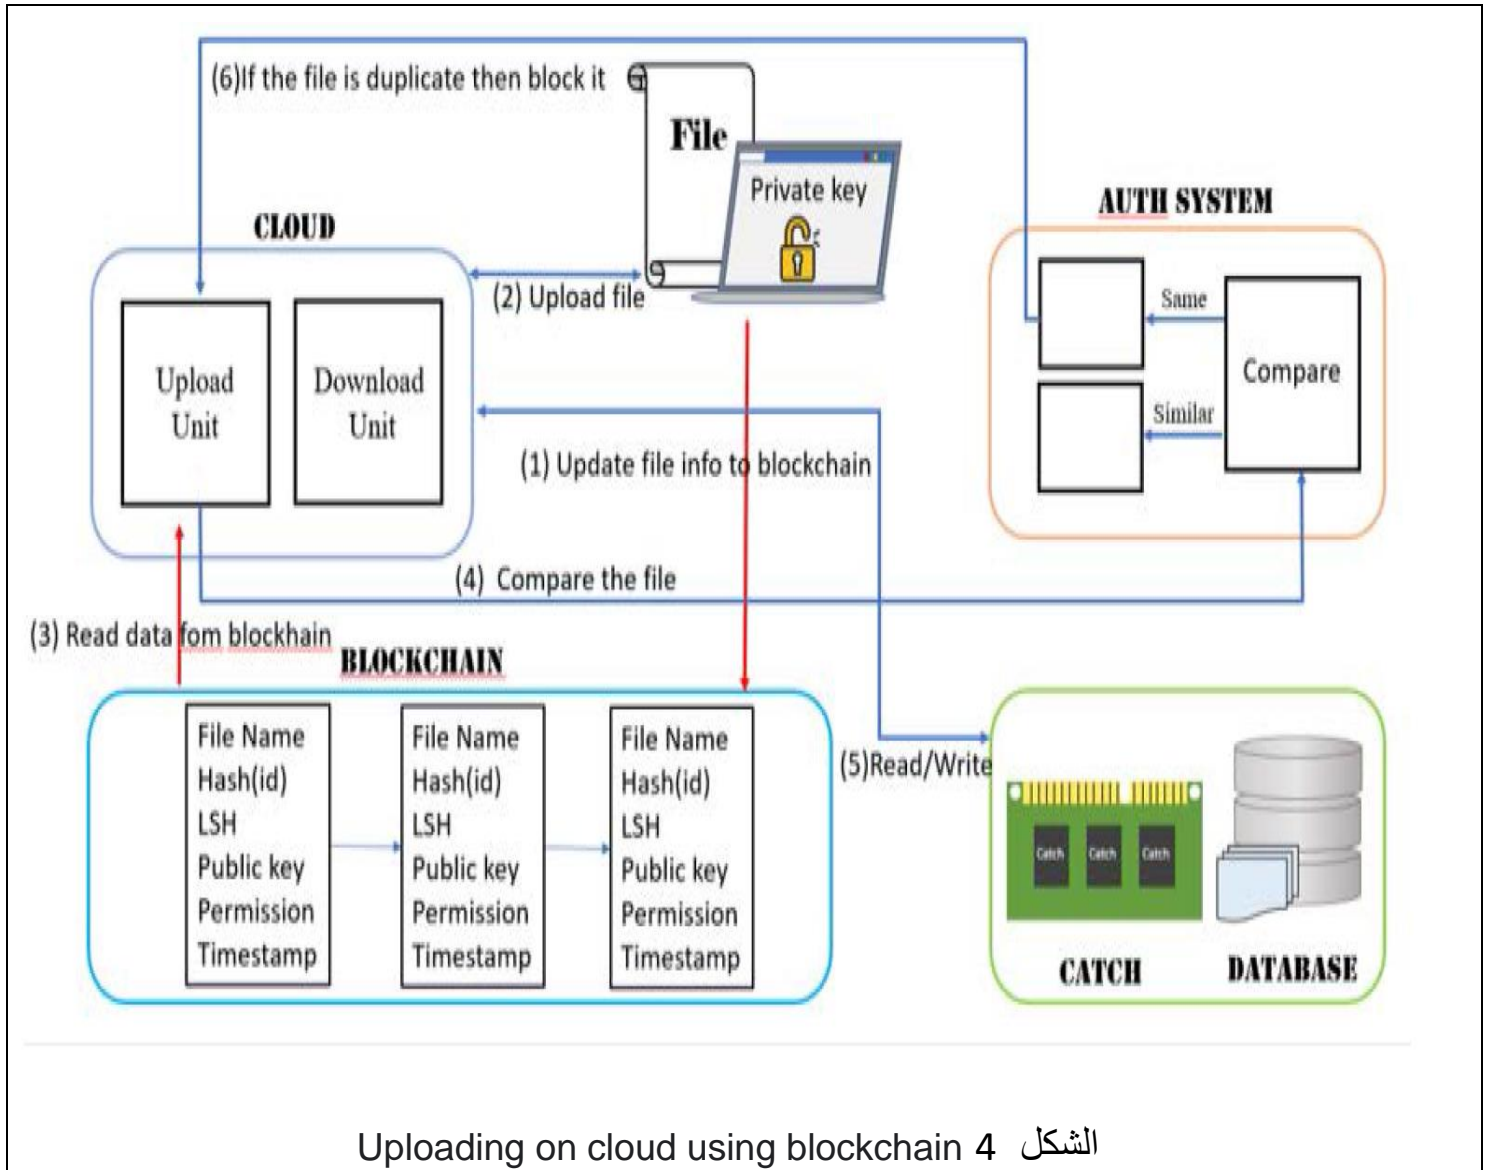 (6)If the file is duplicate then block it
File
Private key
AUTH SYSTEM
CLOUD
(2) Upload file
Same
Compare
Similar
Upload
Unit
Download
Unit
(1) Update file info to blockchain
(4) Compare the file
(3) Read data fom blockhain
BLOCKCHAIN
File Name
Hash(id)
LSH
Public key
Permission
Timestamp
File Name
Hash(id)
LSH
Public key
Permission
Timestamp
File Name
Hash(id)
LSH
Public key
Permission
Timestamp
(5)Read/Write
Catch
Catch
Catch
CATCH
DATABASE
الشكل 4 Uploading on cloud using blockchain